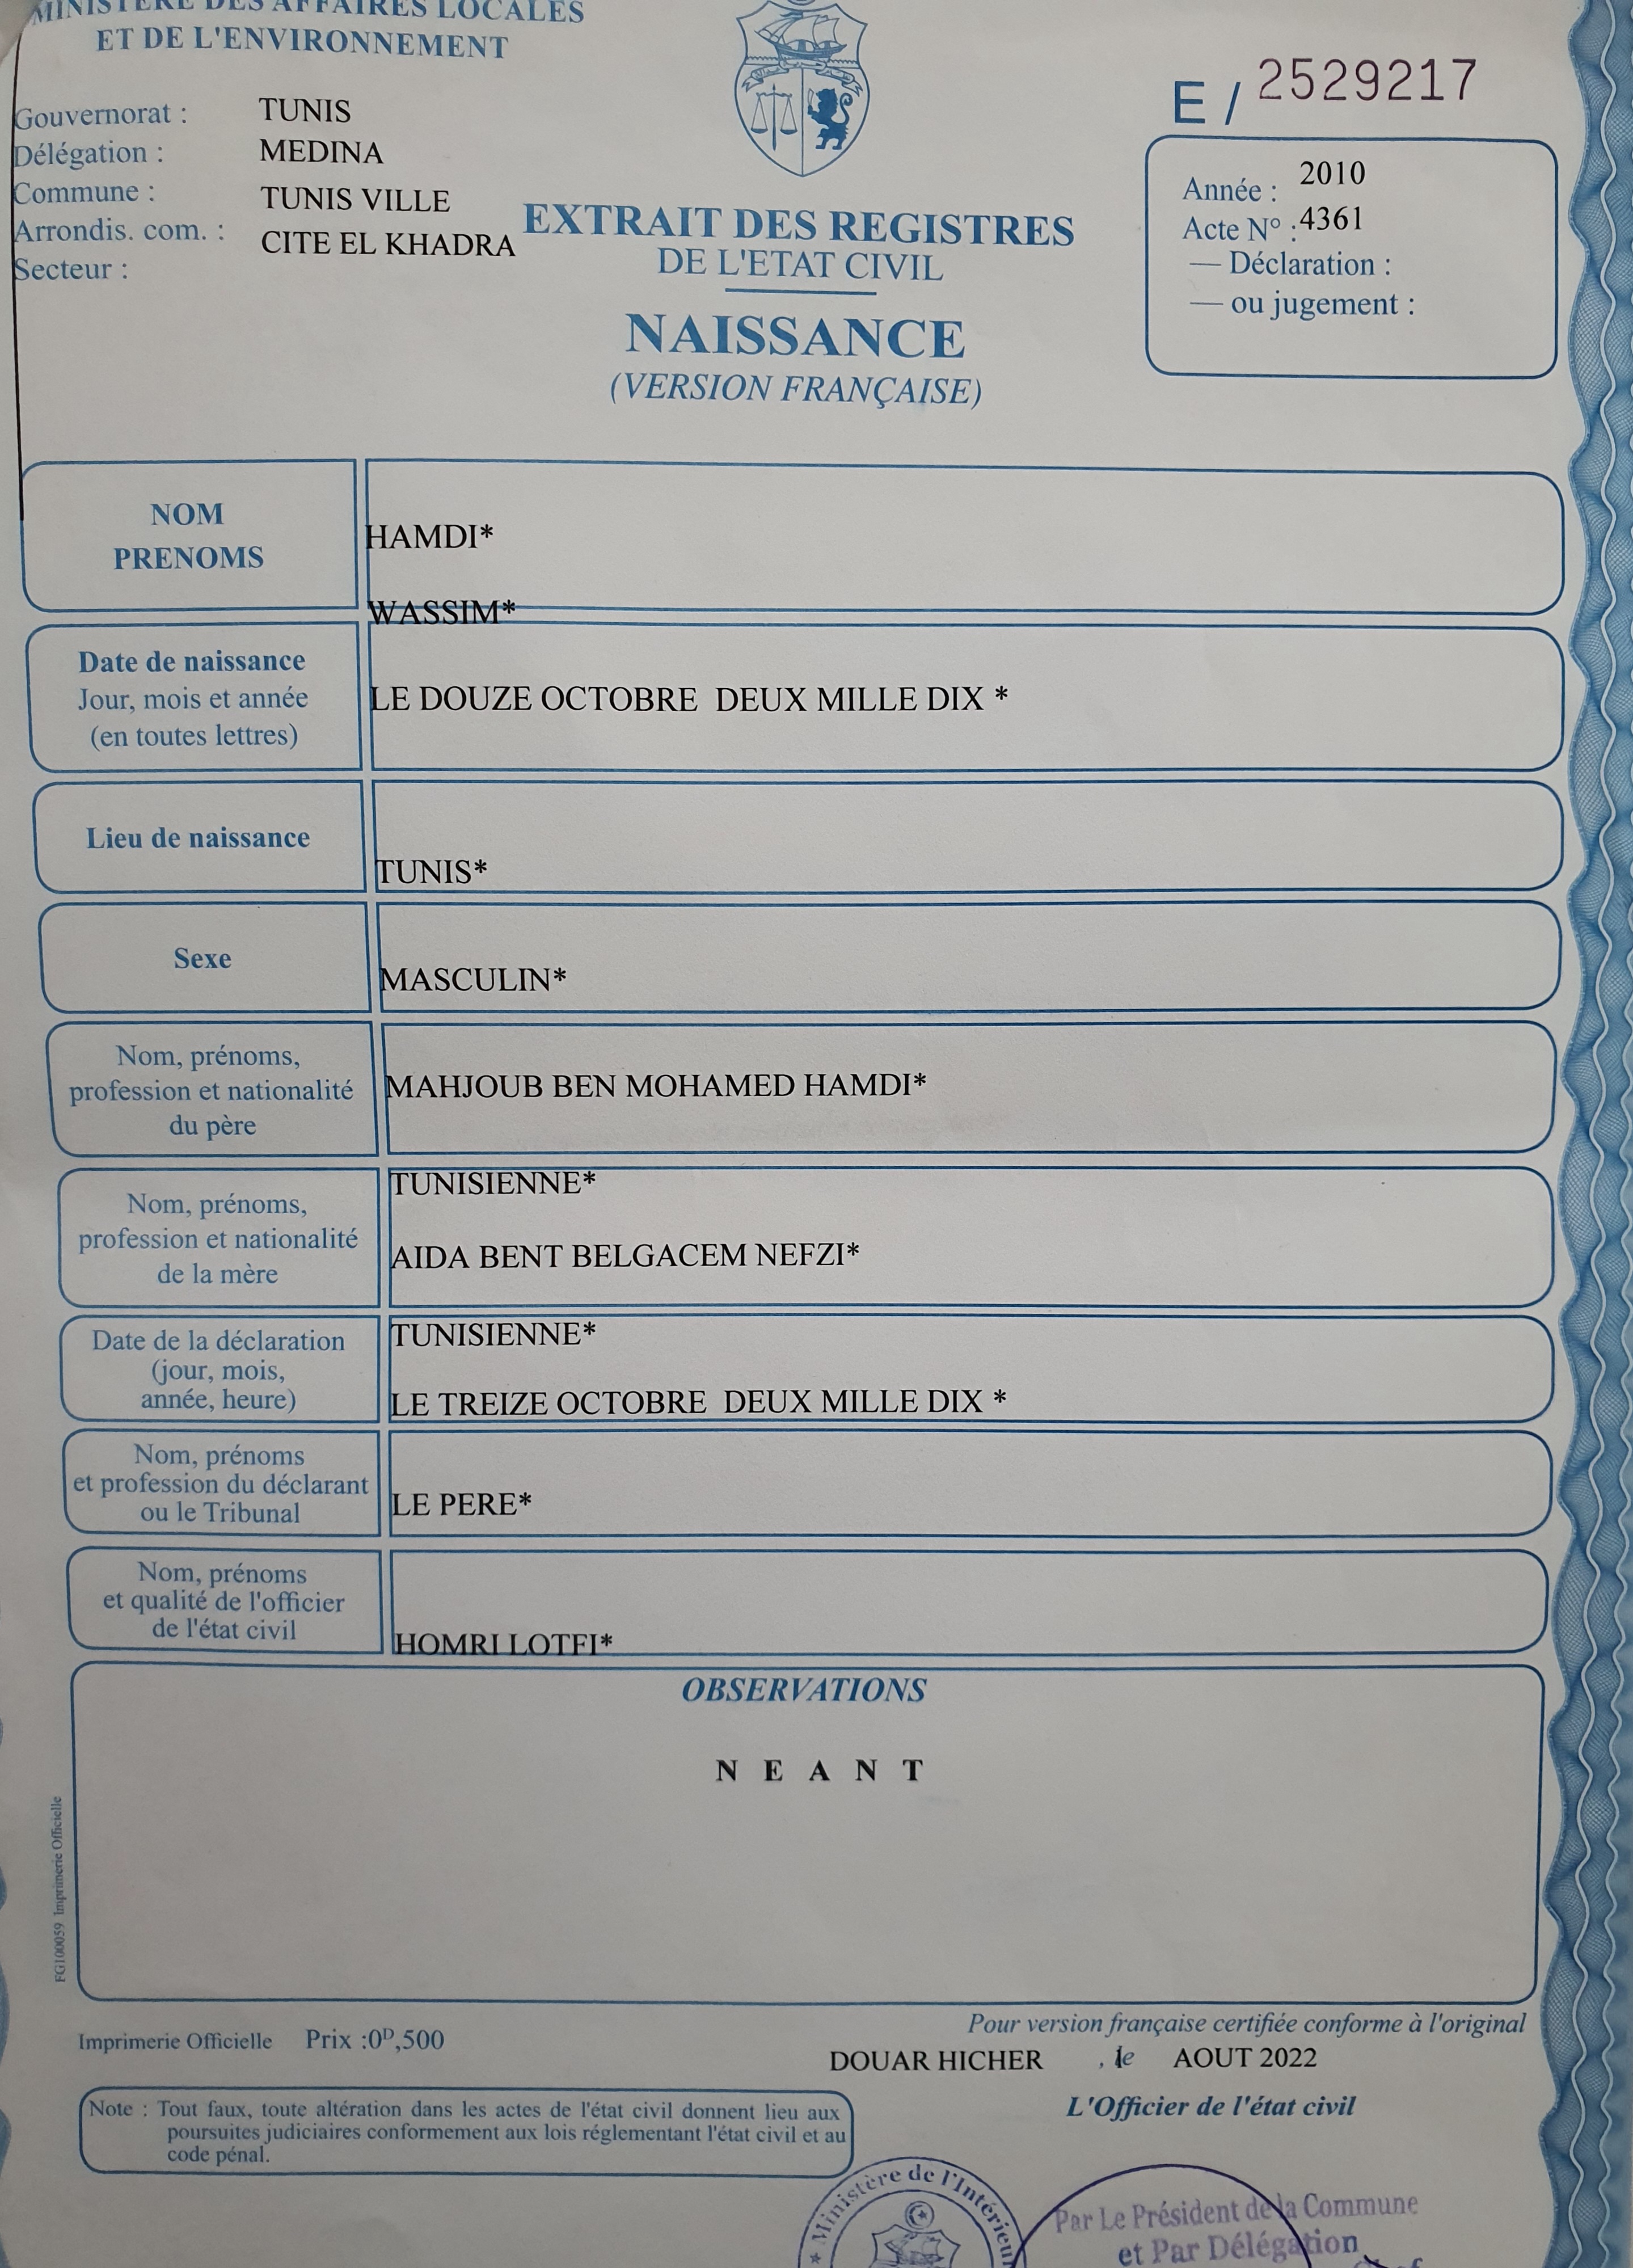 MINISTERE DES AFFAIRES LOCALES
ET DE L'ENVIRONNEMENT
Gouvernorat : TUNIS
Délégation : MEDINA
Commune : TUNIS VILLE
Arrondis. com. : CITE EL KHADRA
Secteur :
E / 2529217
Année : 2010
Acte N° : 4361
— Déclaration :
— ou jugement :
EXTRAIT DES REGISTRES
DE L'ETAT CIVIL
NAISSANCE
(VERSION FRANÇAISE)
NOM
PRENOMS
HAMDI*
WASSIM*
Date de naissance
Jour, mois et année
(en toutes lettres)
LE DOUZE OCTOBRE DEUX MILLE DIX *
Lieu de naissance
TUNIS*
Sexe
MASCULIN*
Nom, prénoms,
profession et nationalité
du père
MAHJOUB BEN MOHAMED HAMDI*
TUNISIENNE*
Nom, prénoms,
profession et nationalité
de la mère
AIDA BENT BELGACEM NEFZI*
TUNISIENNE*
Date de la déclaration
(jour, mois,
année, heure)
LE TREIZE OCTOBRE DEUX MILLE DIX *
Nom, prénoms
et profession du déclarant
ou le Tribunal
LE PERE*
Nom, prénoms
et qualité de l'officier
de l'état civil
HOMRI LOTFI*
OBSERVATIONS
N E A N T
FG100059 Imprimerie Officielle
Imprimerie Officielle Prix :0D,500
Pour version française certifiée conforme à l'original
DOUAR HICHER , le AOUT 2022
L'Officier de l'état civil
Note : Tout faux, toute altération dans les actes de l'état civil donnent lieu aux
poursuites judiciaires conformement aux lois réglementant l'état civil et au
code pénal.
* Ministère de l'Intérieur
Par Le Président de la Commune
et Par Délégation